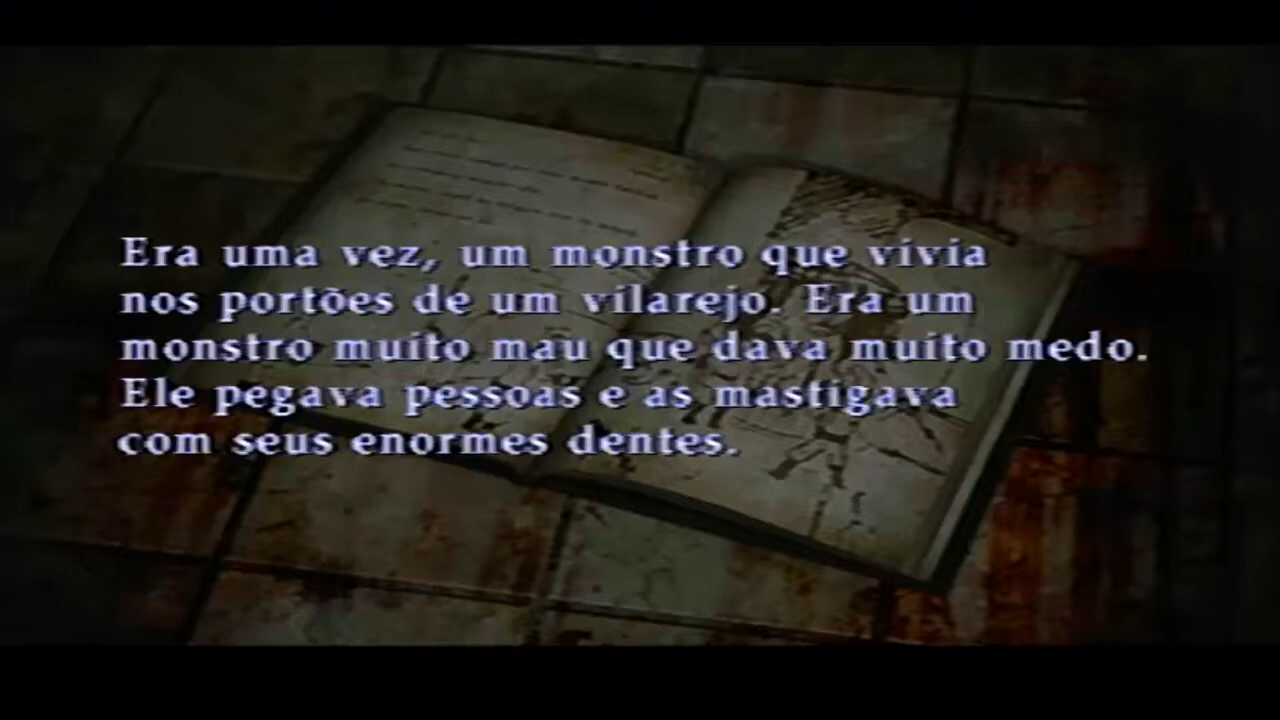 Era uma vez, um monstro que vivia
nos portões de um vilarejo. Era um
monstro muito mau que dava muito medo.
Ele pegava pessoas e as mastigava
com seus enormes dentes.